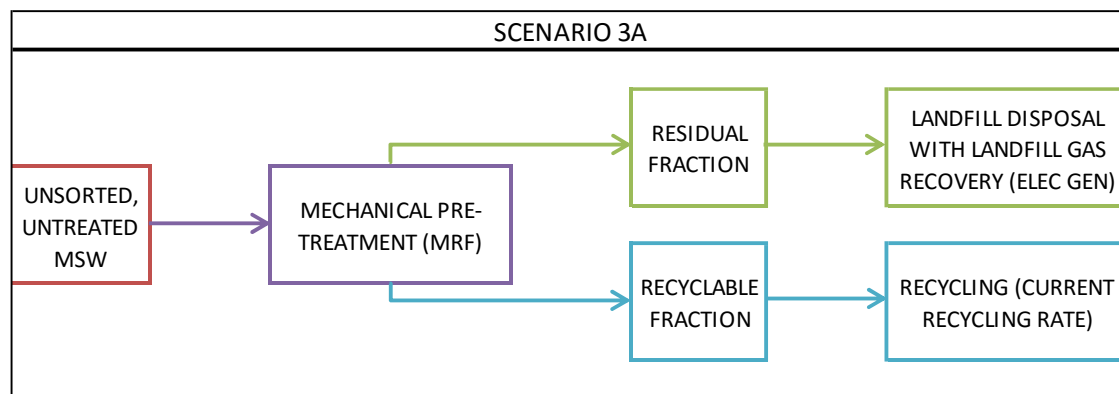 SCENARIO 3A
UNSORTED,
UNTREATED
MSW
MECHANICAL PRE-
TREATMENT (MRF)
RESIDUAL
FRACTION
LANDFILL DISPOSAL
WITH LANDFILL GAS
RECOVERY (ELEC GEN)
RECYCLABLE
FRACTION
RECYCLING (CURRENT
RECYCLING RATE)